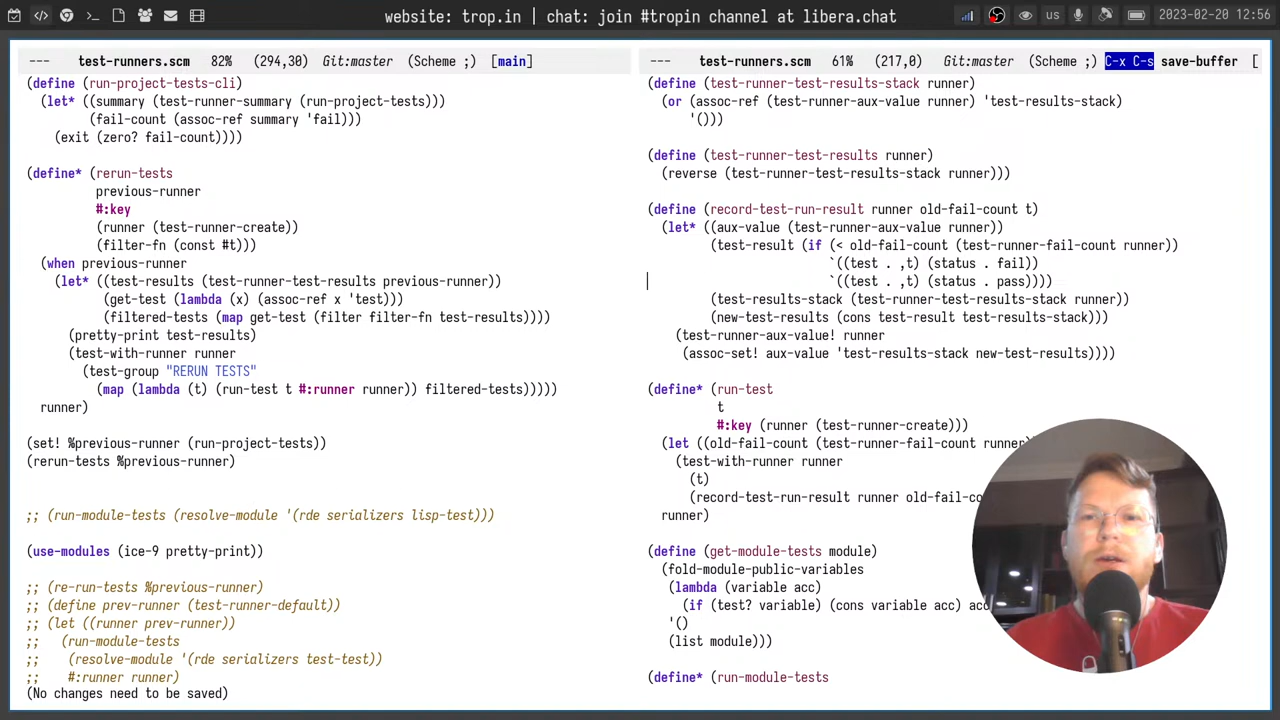 website: trop.in | chat: join #tropin channel at libera.chat
us
2023-02-20 12:56
--- test-runners.scm 82% (294,30) Git:master (Scheme ;) [main]
(define (run-project-tests-cli)
(let* ((summary (test-runner-summary (run-project-tests)))
(fail-count (assoc-ref summary 'fail)))
(exit (zero? fail-count))))
(define* (rerun-tests
previous-runner
#:key
(runner (test-runner-create))
(filter-fn (const #t)))
(when previous-runner
(let* ((test-results (test-runner-test-results previous-runner))
(get-test (lambda (x) (assoc-ref x 'test)))
(filtered-tests (map get-test (filter filter-fn test-results))))
(pretty-print test-results)
(test-with-runner runner
(test-group "RERUN TESTS"
(map (lambda (t) (run-test t #:runner runner)) filtered-tests)))))
runner)
(set! %previous-runner (run-project-tests))
(rerun-tests %previous-runner)
;; (run-module-tests (resolve-module '(rde serializers lisp-test)))
(use-modules (ice-9 pretty-print))
;; (re-run-tests %previous-runner)
;; (define prev-runner (test-runner-default))
;; (let ((runner prev-runner))
;; (run-module-tests
;; (resolve-module '(rde serializers test-test))
;; #:runner runner)
(No changes need to be saved)
--- test-runners.scm 61% (217,0) Git:master (Scheme ;) C-x C-s save-buffer [
(define (test-runner-test-results-stack runner)
(or (assoc-ref (test-runner-aux-value runner) 'test-results-stack)
'()))
(define (test-runner-test-results runner)
(reverse (test-runner-test-results-stack runner)))
(define (record-test-run-result runner old-fail-count t)
(let* ((aux-value (test-runner-aux-value runner))
(test-result (if (< old-fail-count (test-runner-fail-count runner))
`((test . ,t) (status . fail))
`((test . ,t) (status . pass))))
(test-results-stack (test-runner-test-results-stack runner))
(new-test-results (cons test-result test-results-stack)))
(test-runner-aux-value! runner
(assoc-set! aux-value 'test-results-stack new-test-results))))
(define* (run-test
t
#:key (runner (test-runner-create)))
(let ((old-fail-count (test-runner-fail-count runner)
(test-with-runner runner
(t)
(record-test-run-result runner old-fail-co
runner)
(define (get-module-tests module)
(fold-module-public-variables
(lambda (variable acc)
(if (test? variable) (cons variable acc) acc
'()
(list module)))
(define* (run-module-tests